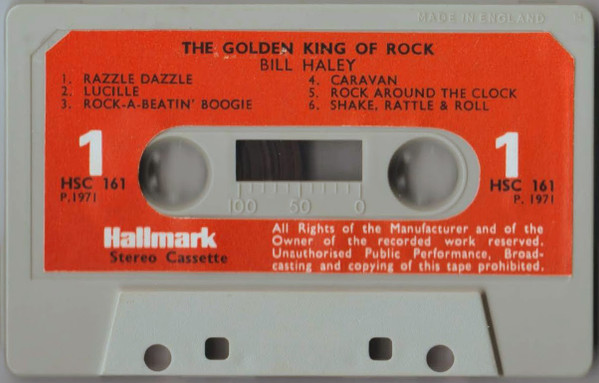 MADE IN ENGLAND
THE GOLDEN KING OF ROCK
BILL HALEY
1. RAZZLE DAZZLE
2. LUCILLE
3. ROCK-A-BEATIN' BOOGIE
4. CARAVAN
5. ROCK AROUND THE CLOCK
6. SHAKE, RATTLE & ROLL
1
HSC 161
P. 1971
100 50 0
1
HSC 161
P. 1971
Hallmark
Stereo Cassette
All Rights of the Manufacturer and of the
Owner of the recorded work reserved.
Unauthorised Public Performance, Broad-
casting and copying of this tape prohibited.